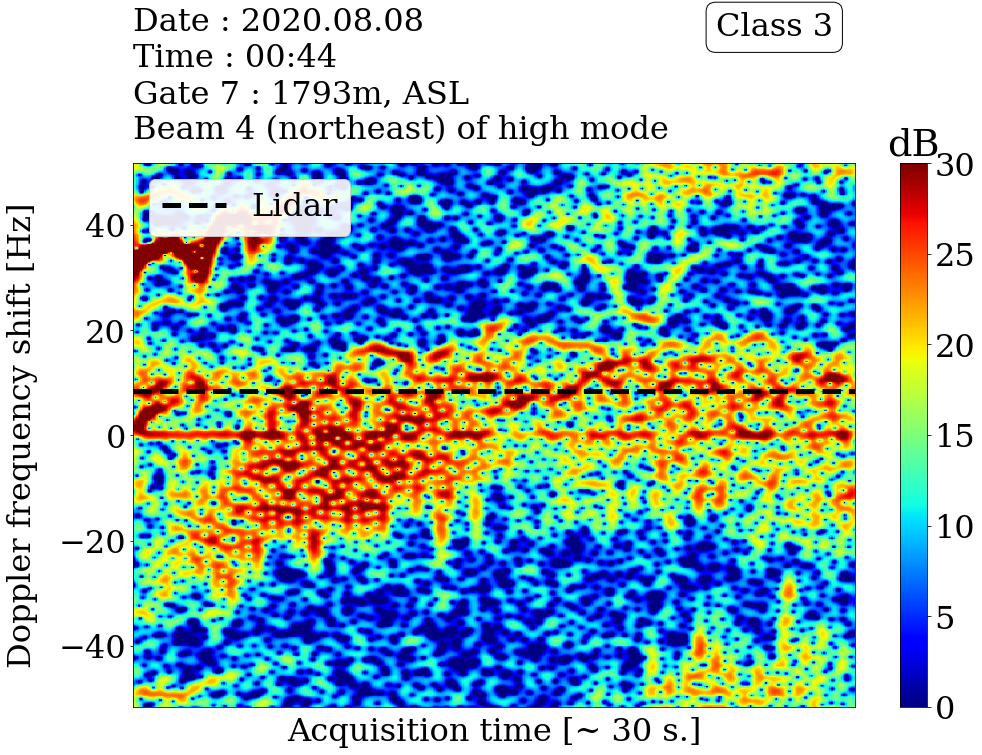 Date : 2020.08.08
Time : 00:44
Gate 7 : 1793m, ASL
Beam 4 (northeast) of high mode
Class 3
dB
30
25
20
15
10
5
0
Lidar
Doppler frequency shift [Hz]
40
20
0
−20
−40
Acquisition time [~ 30 s.]